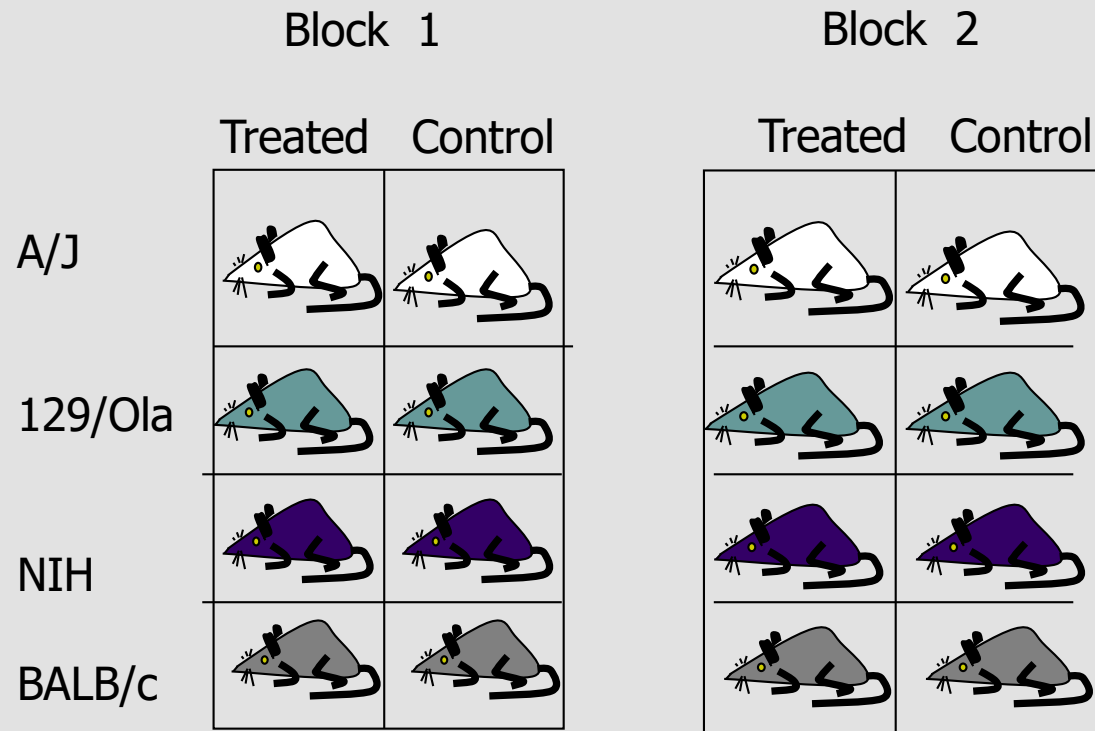 Block 1 Block 2
Treated Control Treated Control
A/J
129/Ola
NIH
BALB/c